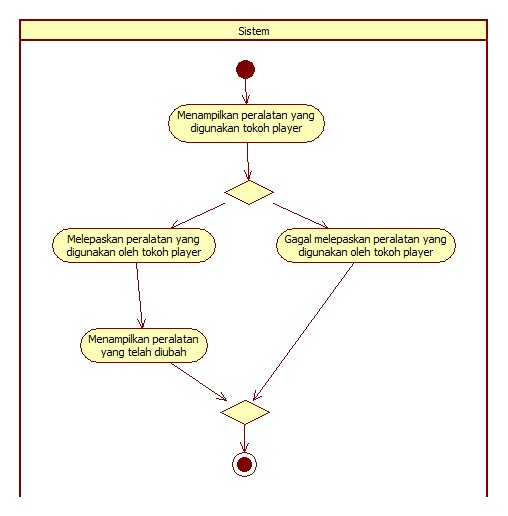 Sistem
Menampilkan peralatan yang
digunakan tokoh player
Melepaskan peralatan yang
digunakan oleh tokoh player
Gagal melepaskan peralatan yang
digunakan oleh tokoh player
Menampilkan peralatan
yang telah diubah